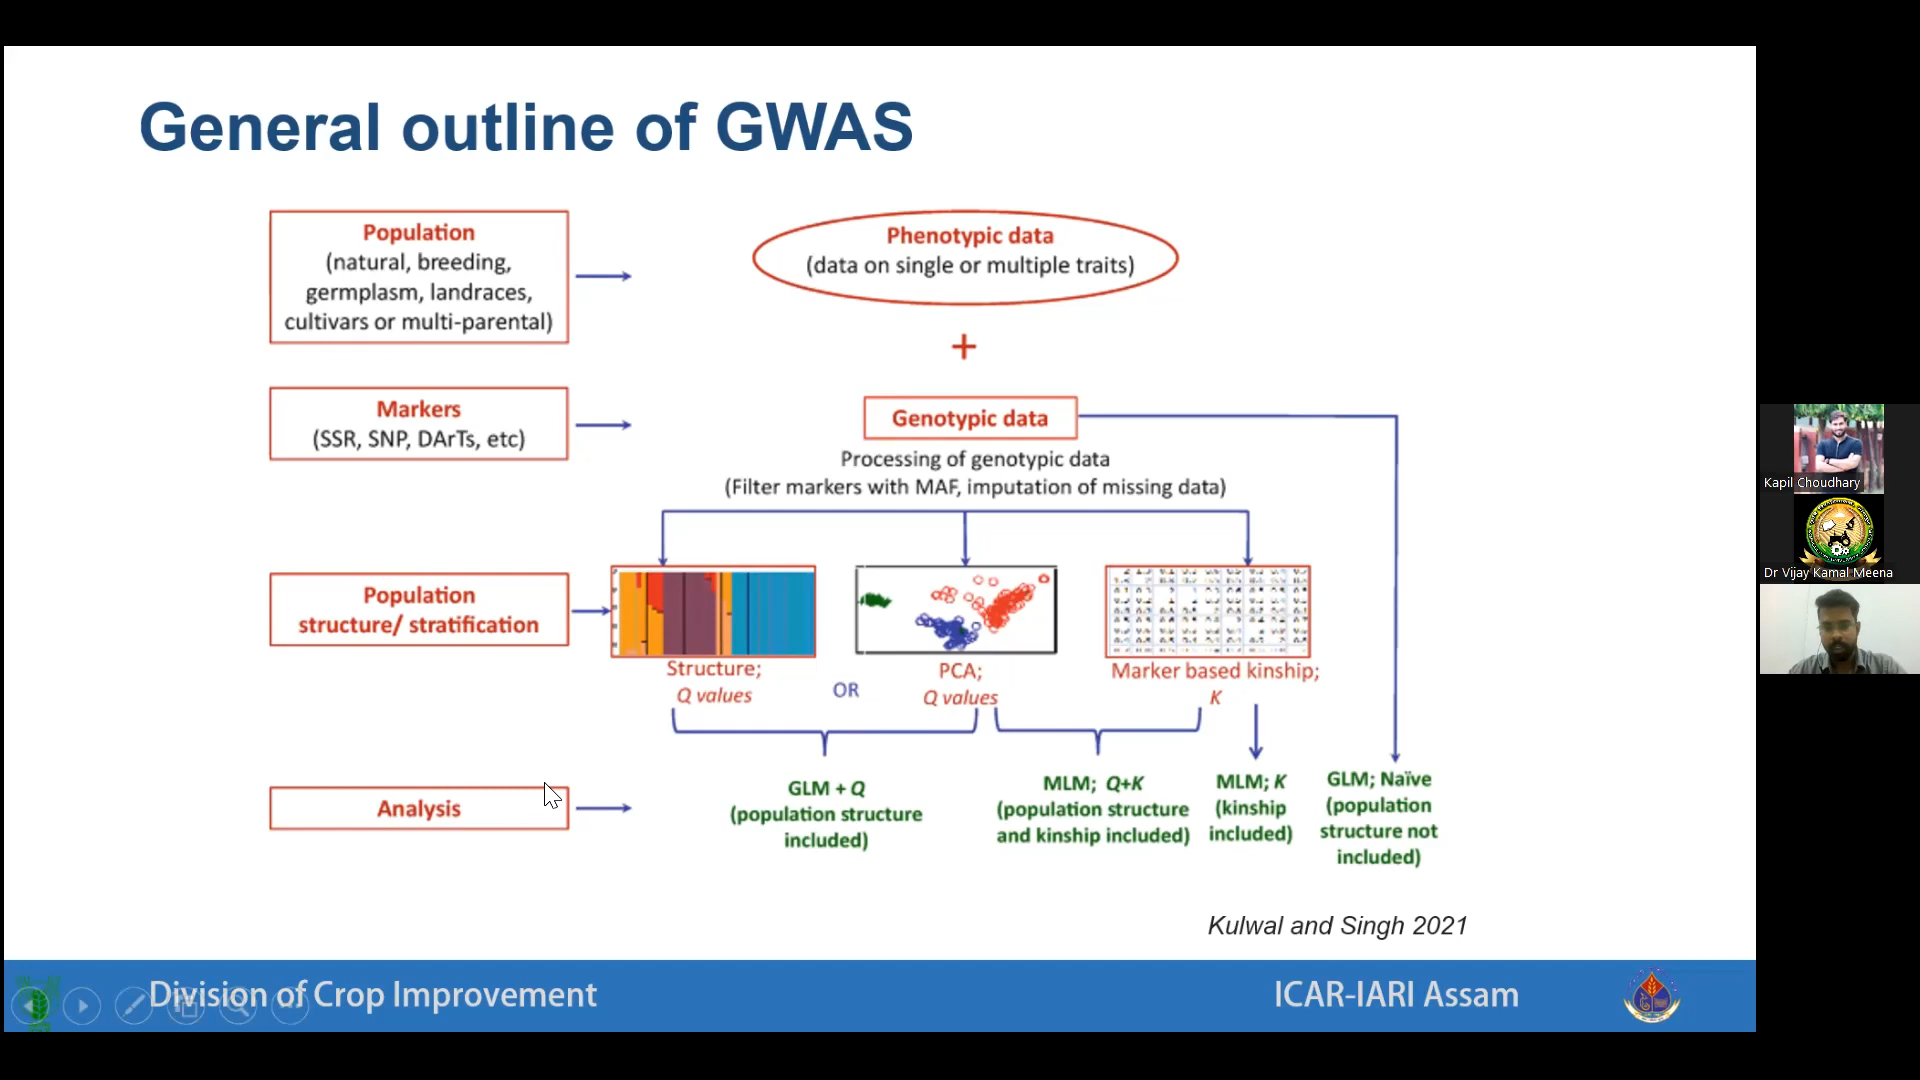 General outline of GWAS
Population
(natural, breeding,
germplasm, landraces,
cultivars or multi-parental)
Phenotypic data
(data on single or multiple traits)
+
Markers
(SSR, SNP, DArTs, etc)
Genotypic data
Processing of genotypic data
(Filter markers with MAF, imputation of missing data)
Population
structure/ stratification
Structure;
Q values
OR
PCA;
Q values
Marker based kinship;
K
Analysis
GLM + Q
(population structure
included)
MLM; Q+K
(population structure
and kinship included)
MLM; K
(kinship
included)
GLM; Naïve
(population
structure not
included)
Kulwal and Singh 2021
Division of Crop Improvement
ICAR-IARI Assam
Kapil Choudhary
Dr Vijay Kamal Meena